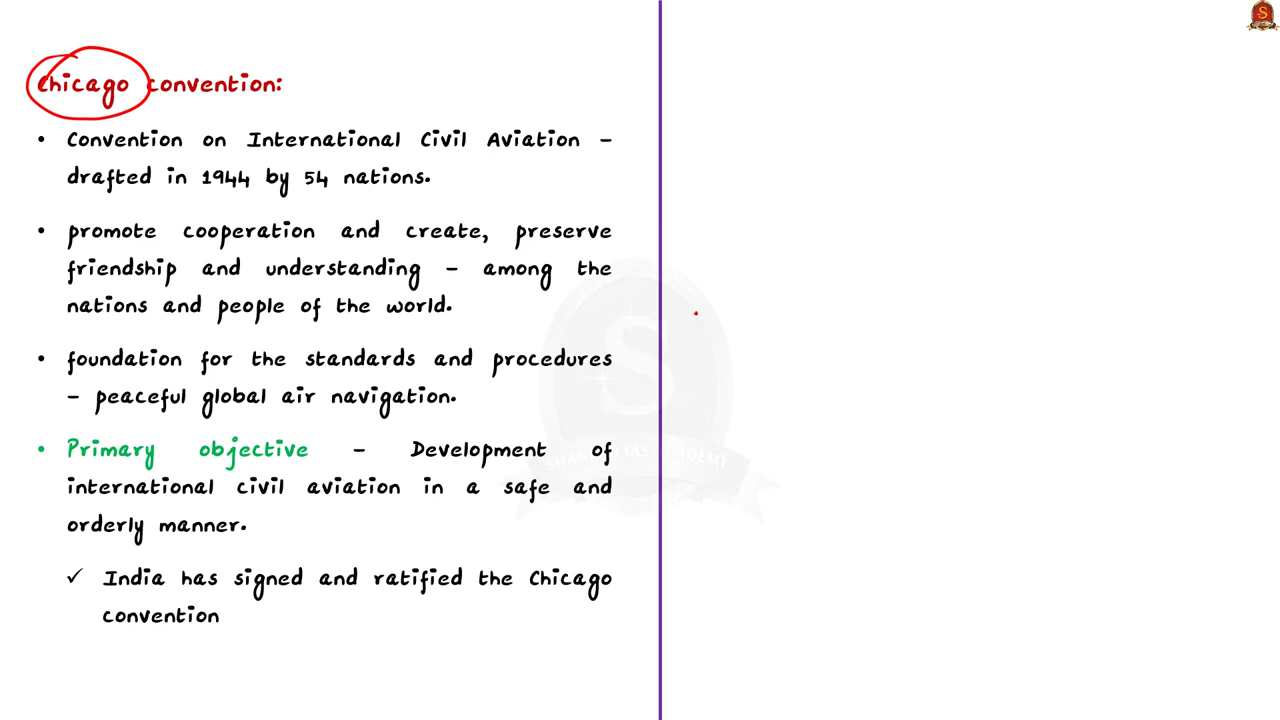 Chicago convention:
• Convention on International Civil Aviation –
drafted in 1944 by 54 nations.
• promote cooperation and create, preserve
friendship and understanding – among the
nations and people of the world.
• foundation for the standards and procedures
– peaceful global air navigation.
• Primary objective – Development of
international civil aviation in a safe and
orderly manner.
✓ India has signed and ratified the Chicago
convention
S